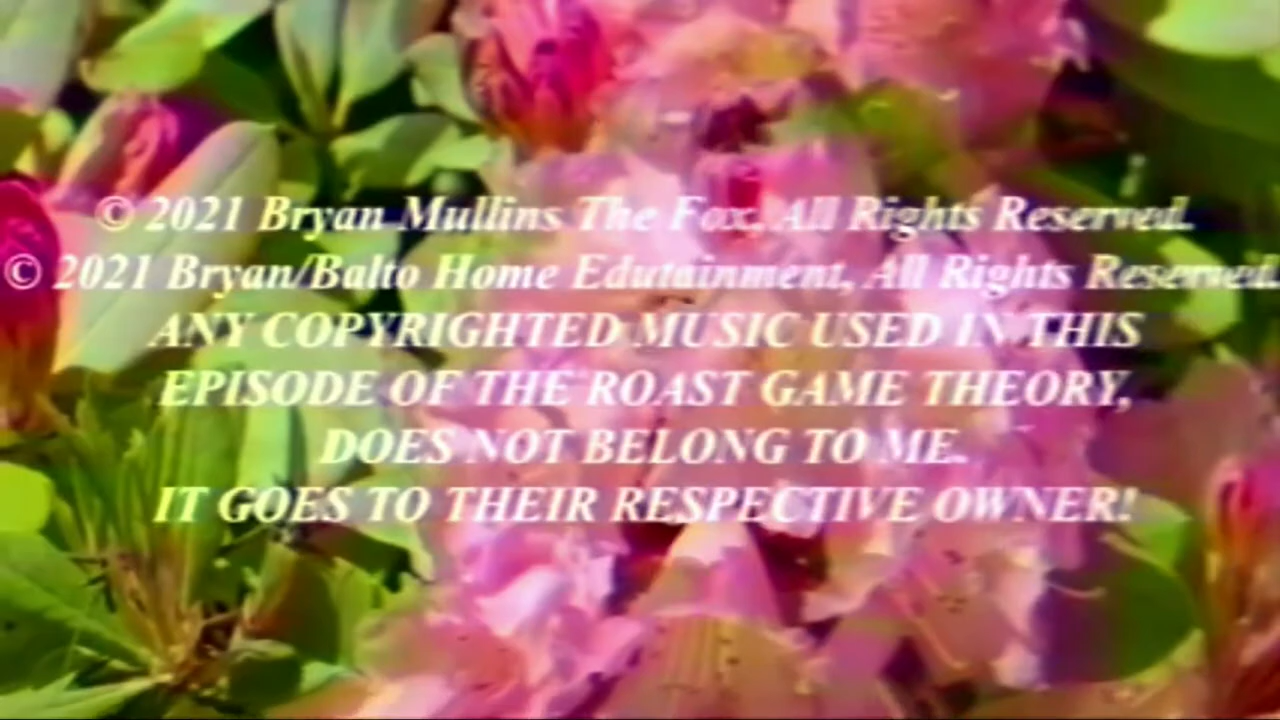 © 2021 Bryan Mullins The Fox. All Rights Reserved.
© 2021 Bryan/Balto Home Edutainment, All Rights Reserved.
ANY COPYRIGHTED MUSIC USED IN THIS
EPISODE OF THE ROAST GAME THEORY,
DOES NOT BELONG TO ME.
IT GOES TO THEIR RESPECTIVE OWNER!